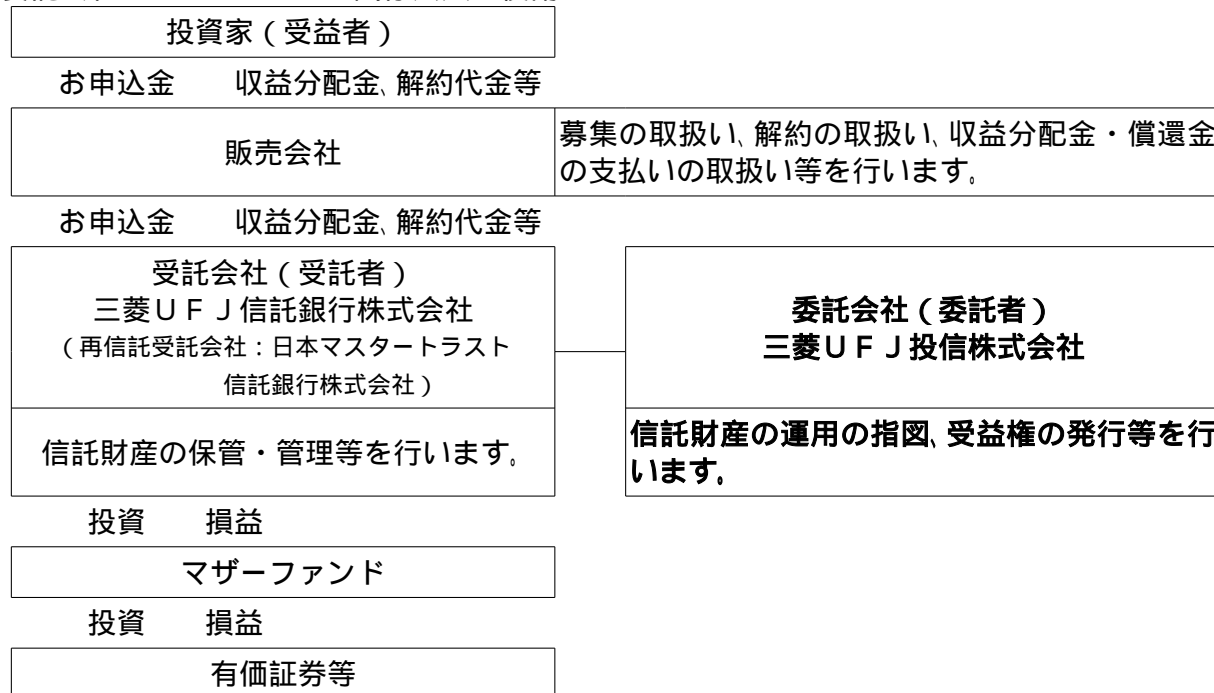 投資家(受益者)
お申込金 収益分配金、解約代金等
販売会社
募集の取扱い、解約の取扱い、収益分配金・償還金
の支払いの取扱い等を行います。
お申込金 収益分配金、解約代金等
受託会社(受託者)
三菱UFJ信託銀行株式会社
(再信託受託会社:日本マスタートラスト
信託銀行株式会社)
委託会社(委託者)
三菱UFJ投信株式会社
信託財産の保管・管理等を行います。
信託財産の運用の指図、受益権の発行等を行
います。
投資 損益
マザーファンド
投資 損益
有価証券等